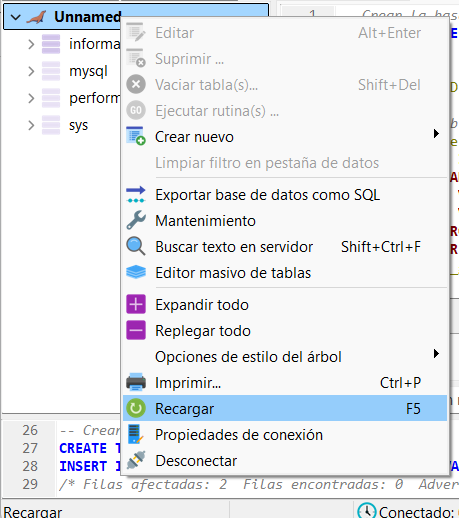 Unnamed
1
Crear la bas
informa
mysql
perform
sys
Editar Alt+Enter
Suprimir ...
Vaciar tabla(s)... Shift+Del
Ejecutar rutina(s) ...
Crear nuevo
Limpiar filtro en pestaña de datos
Exportar base de datos como SQL
Mantenimiento
Buscar texto en servidor Shift+Ctrl+F
Editor masivo de tablas
Expandir todo
Replegar todo
Opciones de estilo del árbol
Imprimir... Ctrl+P
Recargar F5
Propiedades de conexión
Desconectar
26 -- Crear
27 CREATE T
28 INSERT I
/* Filas afectadas: 2 Filas encontradas: 0 Adver
Recargar
Conectado: 0